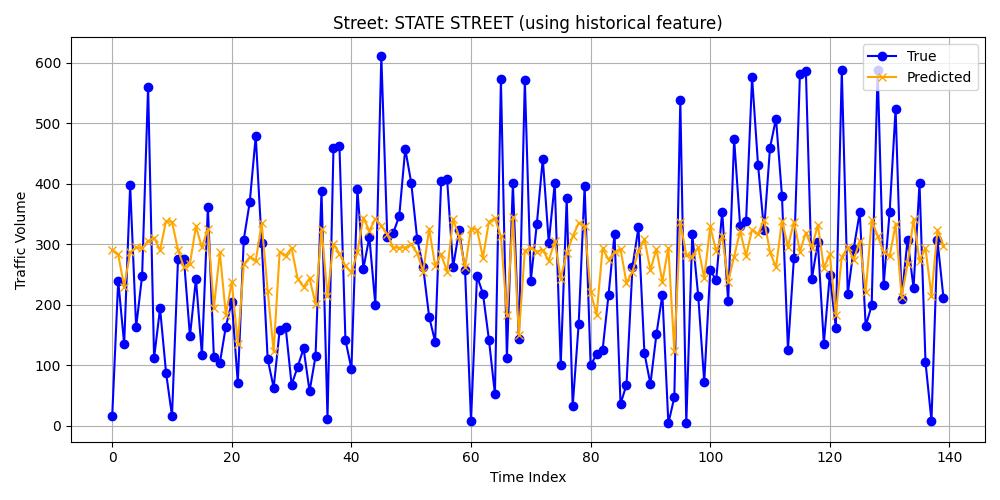 Street: STATE STREET (using historical feature)
True
Predicted
Traffic Volume
600
500
400
300
200
100
0
0 20 40 60 80 100 120 140
Time Index